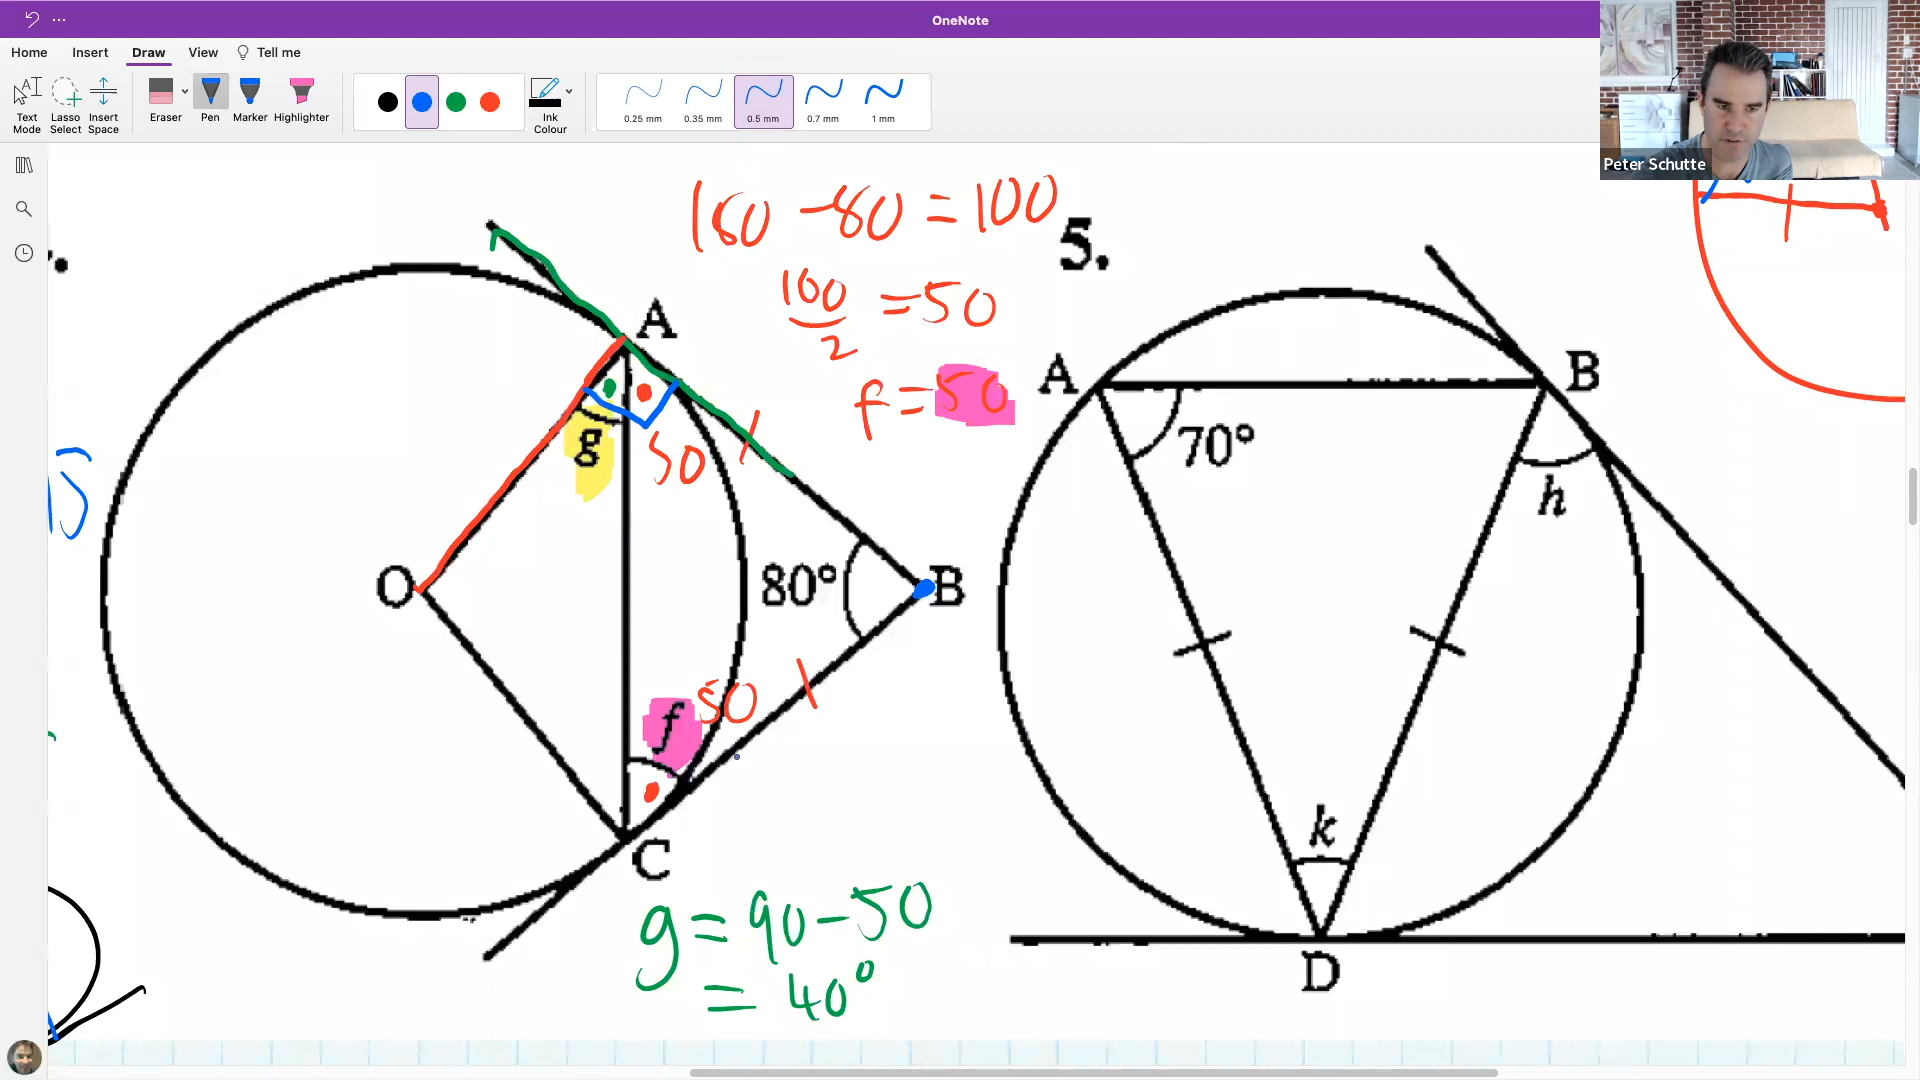 OneNote
Home Insert Draw View Tell me
Text Mode
Lasso Select
Insert Space
Eraser
Pen
Marker
Highlighter
Ink Colour
0.25 mm
0.35 mm
0.5 mm
0.7 mm
1 mm
Peter Schutte
180 - 80 = 100
100/2 = 50
f = 50
A
g
50
O
80°
B
f
50
C
g = 90 - 50
= 40°
5.
A
B
70°
h
k
D